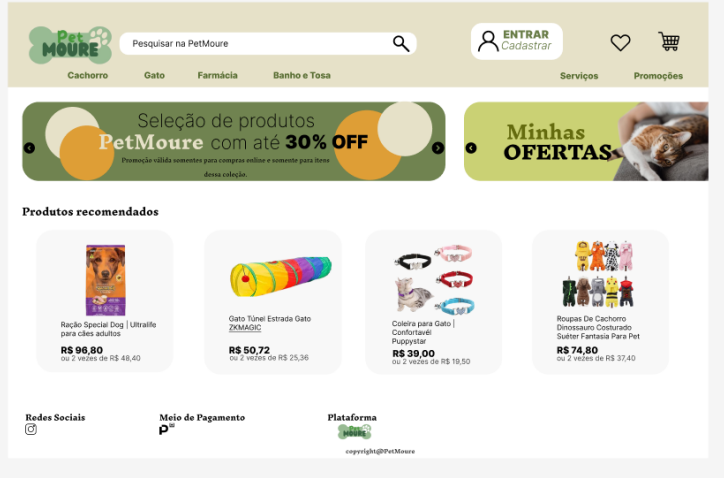 Pet
MOURE
Pesquisar na PetMoure
ENTRAR
Cadastrar
Cachorro
Gato
Farmácia
Banho e Tosa
Serviços
Promoções
Seleção de produtos
PetMoure com até 30% OFF
Promoção válida somentes para compras online e somente para itens
dessa coleção.
Minhas
OFERTAS
Produtos recomendados
Ração Special Dog | Ultralife
para cães adultos
R$ 96,80
ou 2 vezes de R$ 48,40
Gato Túnel Estrada Gato
ZKMAGIC
R$ 50,72
ou 2 vezes de R$ 25,36
Coleira para Gato |
Confortavél
Puppystar
R$ 39,00
ou 2 vezes de R$ 19,50
Roupas De Cachorro
Dinossauro Costurado
Suéter Fantasia Para Pet
R$ 74,80
ou 2 vezes de R$ 37,40
Redes Sociais
Meio de Pagamento
Plataforma
Pet
MOURE
copyright@PetMoure